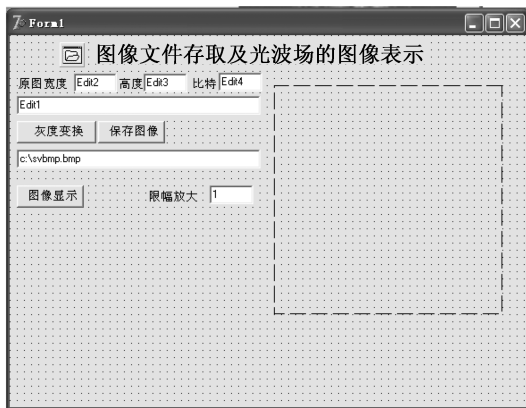 Form1
图像文件存取及光波场的图像表示
原图宽度 Edit2 高度 Edit3 比特 Edit4
Edit1
灰度变换 保存图像
c:\svbmp.bmp
图像显示 限幅放大 1